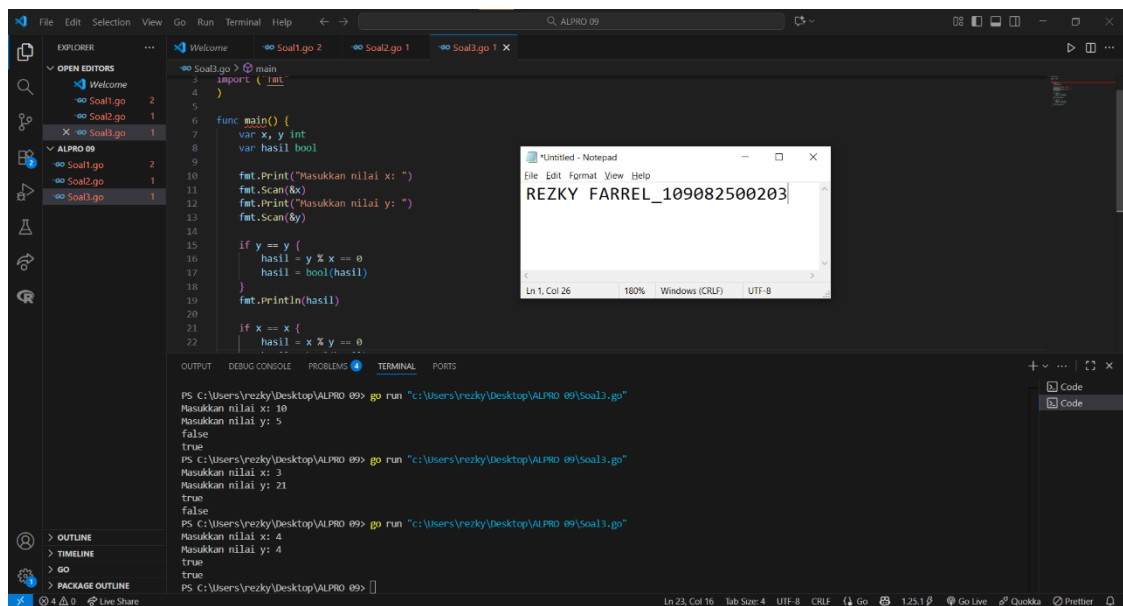 File Edit Selection View Go Run Terminal Help
ALPRO 09
EXPLORER
OPEN EDITORS
Welcome
Soal1.go 2
Soal2.go 1
Soal3.go 1
ALPRO 09
Soal1.go 2
Soal2.go 1
Soal3.go 1
OUTLINE
TIMELINE
GO
PACKAGE OUTLINE
Welcome Soal1.go 2 Soal2.go 1 Soal3.go 1
Soal3.go > main
3 import ("fmt"
4 )
5
6 func main() {
7 var x, y int
8 var hasil bool
9
10 fmt.Print("Masukkan nilai x: ")
11 fmt.Scan(&x)
12 fmt.Print("Masukkan nilai y: ")
13 fmt.Scan(&y)
14
15 if y == y {
16 hasil = y % x == 0
17 hasil = bool(hasil)
18 }
19 fmt.Println(hasil)
20
21 if x == x {
22 hasil = x % y == 0
*Untitled - Notepad
File Edit Format View Help
REZKY FARREL_109082500203
Ln 1, Col 26 180% Windows (CRLF) UTF-8
OUTPUT DEBUG CONSOLE PROBLEMS 4 TERMINAL PORTS
PS C:\Users\rezky\Desktop\ALPRO 09> go run "c:\Users\rezky\Desktop\ALPRO 09\Soal3.go"
Masukkan nilai x: 10
Masukkan nilai y: 5
false
true
PS C:\Users\rezky\Desktop\ALPRO 09> go run "c:\Users\rezky\Desktop\ALPRO 09\Soal3.go"
Masukkan nilai x: 3
Masukkan nilai y: 21
true
false
PS C:\Users\rezky\Desktop\ALPRO 09> go run "c:\Users\rezky\Desktop\ALPRO 09\Soal3.go"
Masukkan nilai x: 4
Masukkan nilai y: 4
true
true
PS C:\Users\rezky\Desktop\ALPRO 09>
Code
Code
4 0 Live Share
Ln 23, Col 16 Tab Size: 4 UTF-8 CRLF Go 1.25.1 Go Live Quokka Prettier